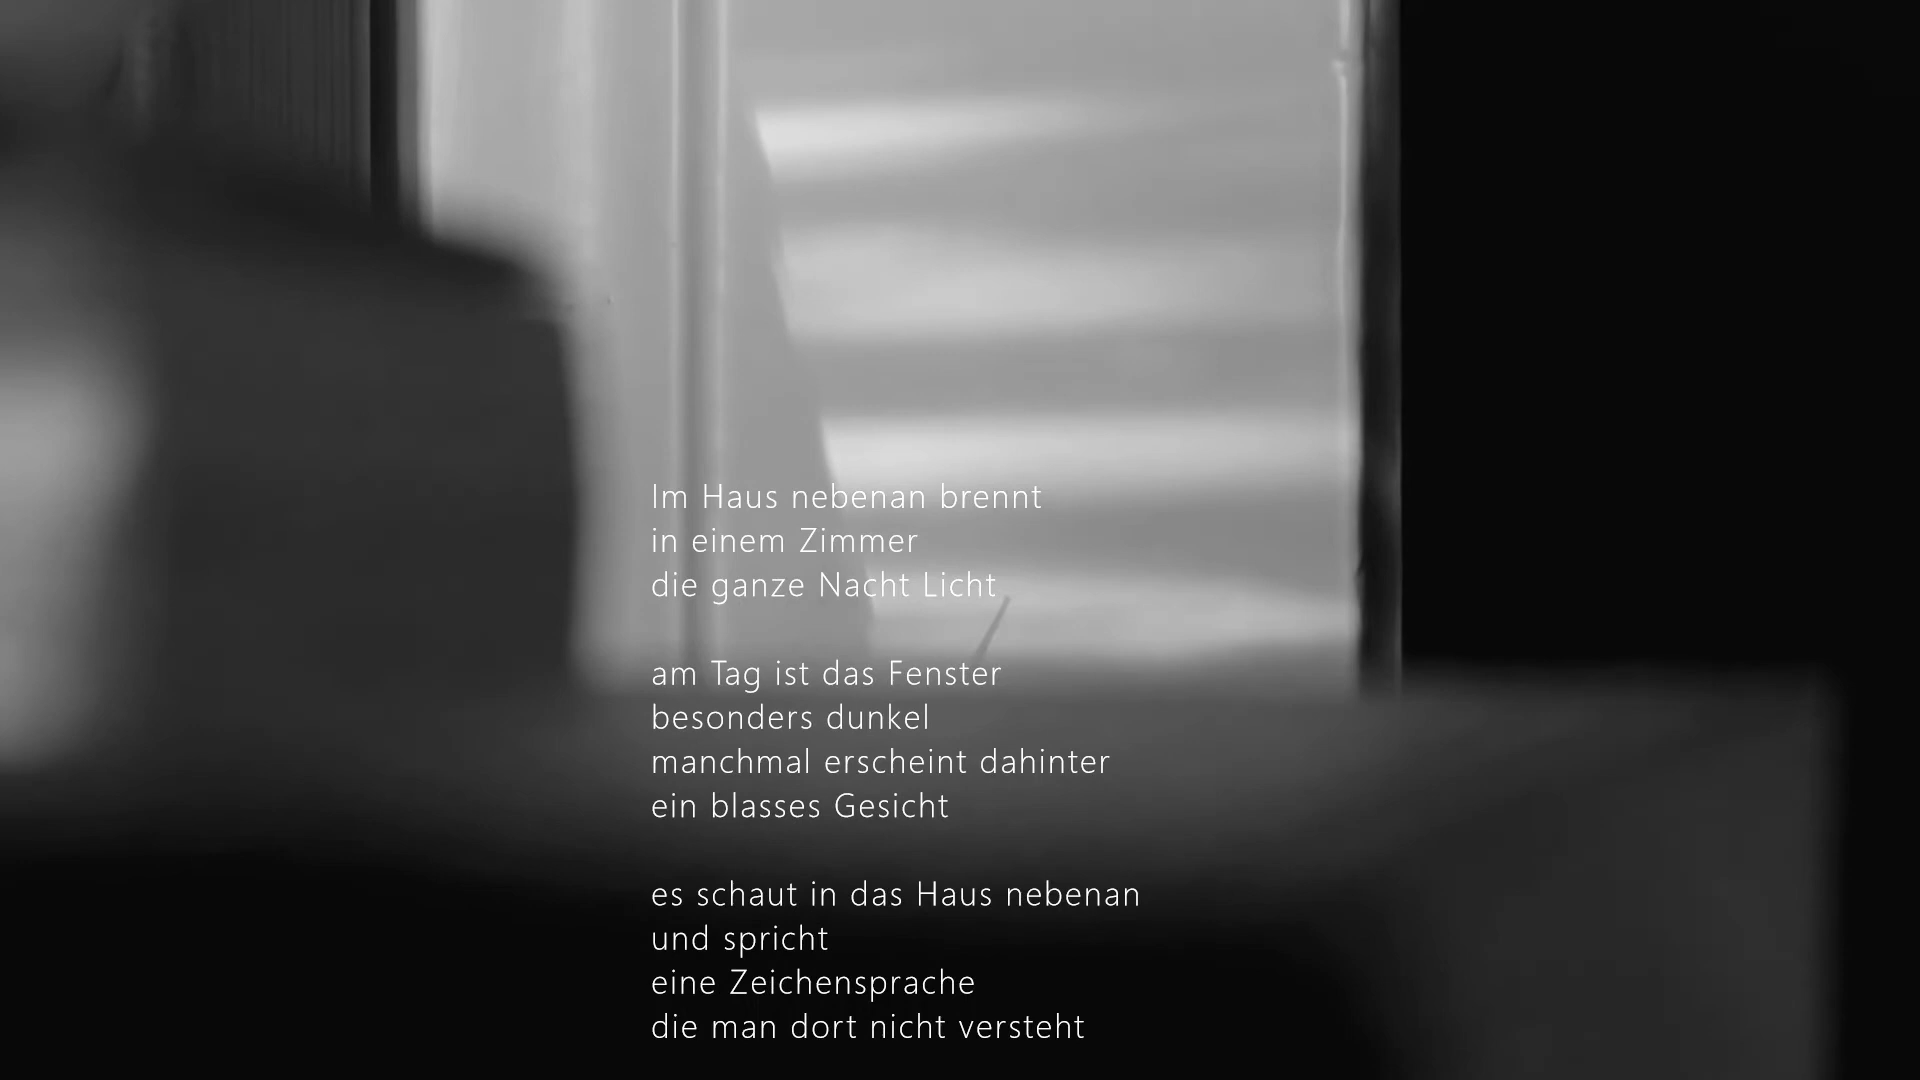 Im Haus nebenan brennt
in einem Zimmer
die ganze Nacht Licht
am Tag ist das Fenster
besonders dunkel
manchmal erscheint dahinter
ein blasses Gesicht
es schaut in das Haus nebenan
und spricht
eine Zeichensprache
die man dort nicht versteht